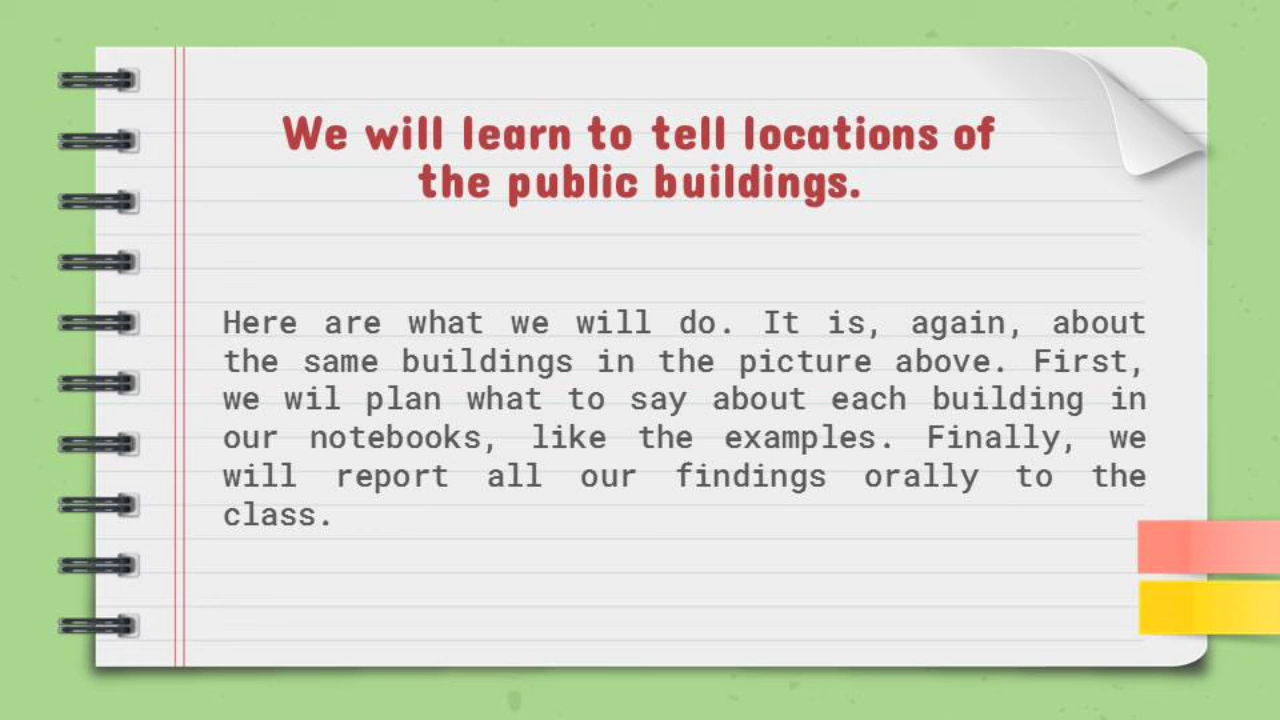 We will learn to tell locations of
the public buildings.
Here are what we will do. It is, again, about
the same buildings in the picture above. First,
we wil plan what to say about each building in
our notebooks, like the examples. Finally, we
will report all our findings orally to the
class.